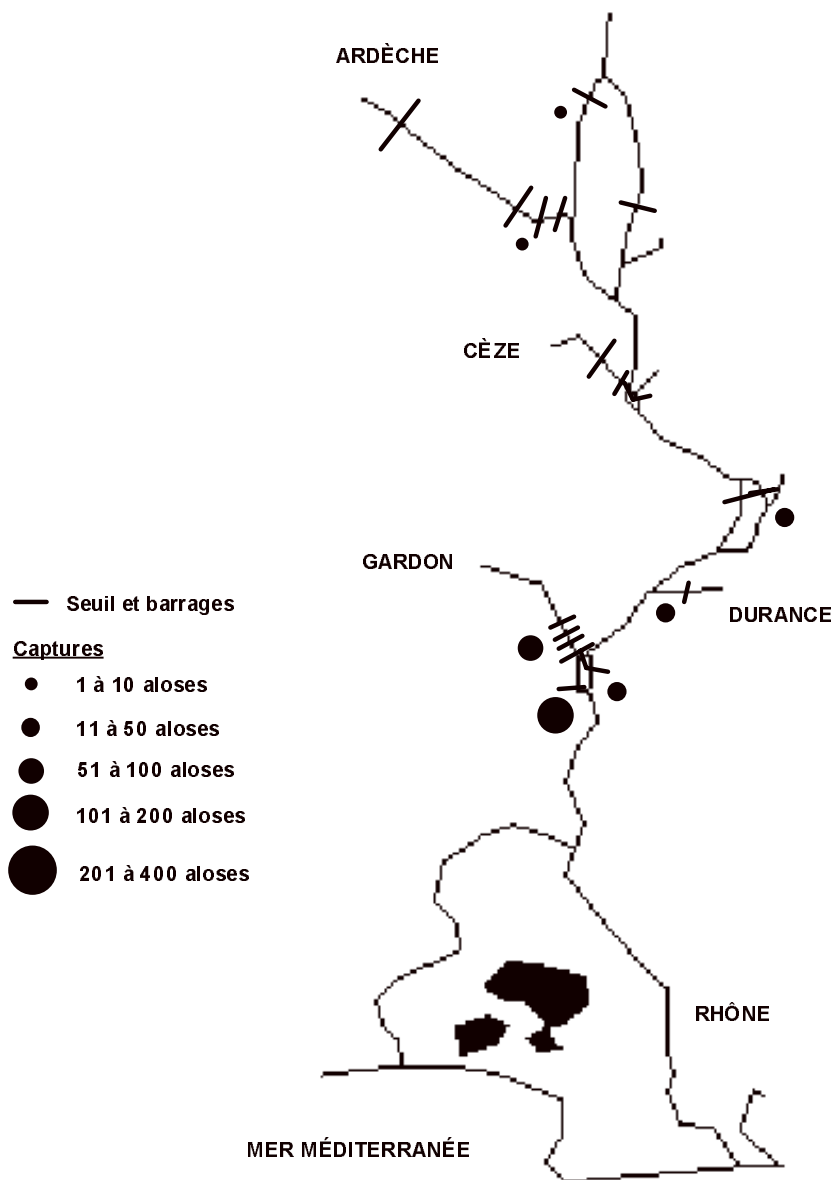 ARDÈCHE
CÈZE
GARDON
DURANCE
Seuil et barrages
Captures
1 à 10 aloses
11 à 50 aloses
51 à 100 aloses
101 à 200 aloses
201 à 400 aloses
RHÔNE
MER MÉDITERRANÉE